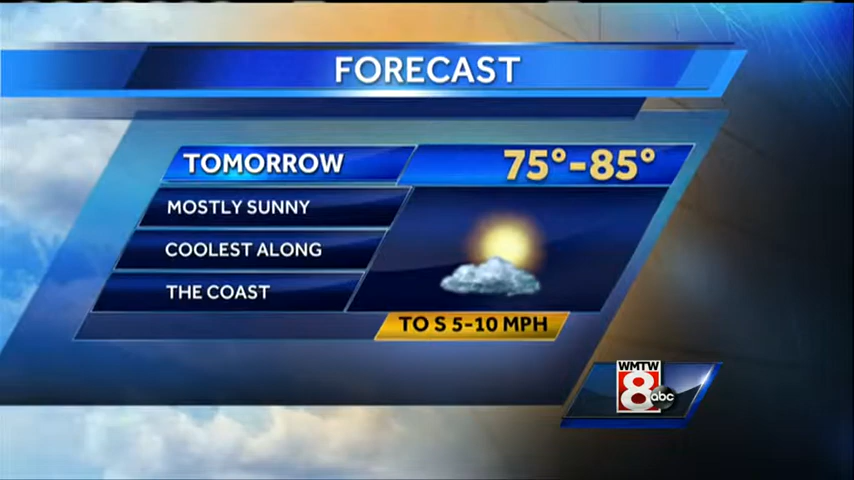 FORECAST
TOMORROW
75°-85°
MOSTLY SUNNY
COOLEST ALONG
THE COAST
TO S 5-10 MPH
WMTW
8
abc